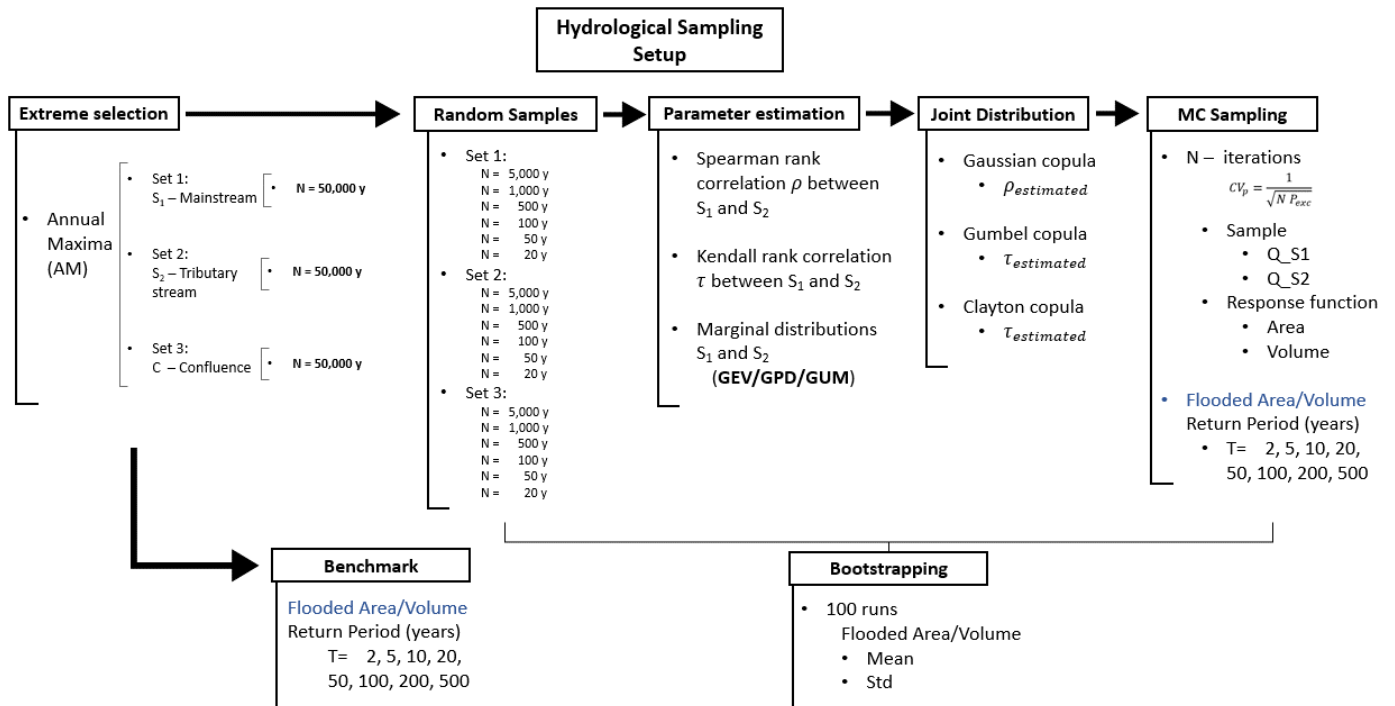 Hydrological Sampling
Setup
Extreme selection
• Annual
Maxima
(AM)
• Set 1:
S₁ – Mainstream
• N = 50,000 y
• Set 2:
S₂ – Tributary
stream
• N = 50,000 y
• Set 3:
C – Confluence
• N = 50,000 y
Random Samples
• Set 1:
N = 5,000 y
N = 1,000 y
N = 500 y
N = 100 y
N = 50 y
N = 20 y
• Set 2:
N = 5,000 y
N = 1,000 y
N = 500 y
N = 100 y
N = 50 y
N = 20 y
• Set 3:
N = 5,000 y
N = 1,000 y
N = 500 y
N = 100 y
N = 50 y
N = 20 y
Parameter estimation
• Spearman rank
correlation ρ between
S₁ and S₂
• Kendall rank correlation
τ between S₁ and S₂
• Marginal distributions
S₁ and S₂
(GEV/GPD/GUM)
Joint Distribution
• Gaussian copula
• ρ_estimated
• Gumbel copula
• τ_estimated
• Clayton copula
• τ_estimated
MC Sampling
• N – iterations
CV_p = 1/√(N P_exc)
• Sample
• Q_S1
• Q_S2
• Response function
• Area
• Volume
• Flooded Area/Volume
Return Period (years)
• T= 2, 5, 10, 20,
50, 100, 200, 500
Benchmark
Flooded Area/Volume
Return Period (years)
T= 2, 5, 10, 20,
50, 100, 200, 500
Bootstrapping
• 100 runs
Flooded Area/Volume
• Mean
• Std